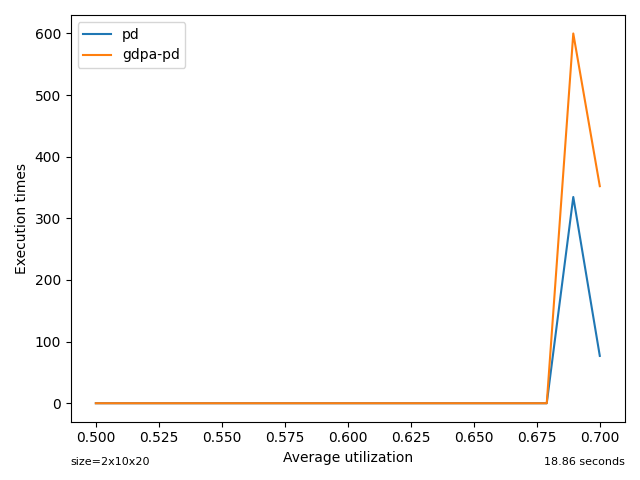 pd
gdpa-pd
600
500
400
300
200
100
0
Execution times
0.500 0.525 0.550 0.575 0.600 0.625 0.650 0.675 0.700
Average utilization
size=2x10x20
18.86 seconds